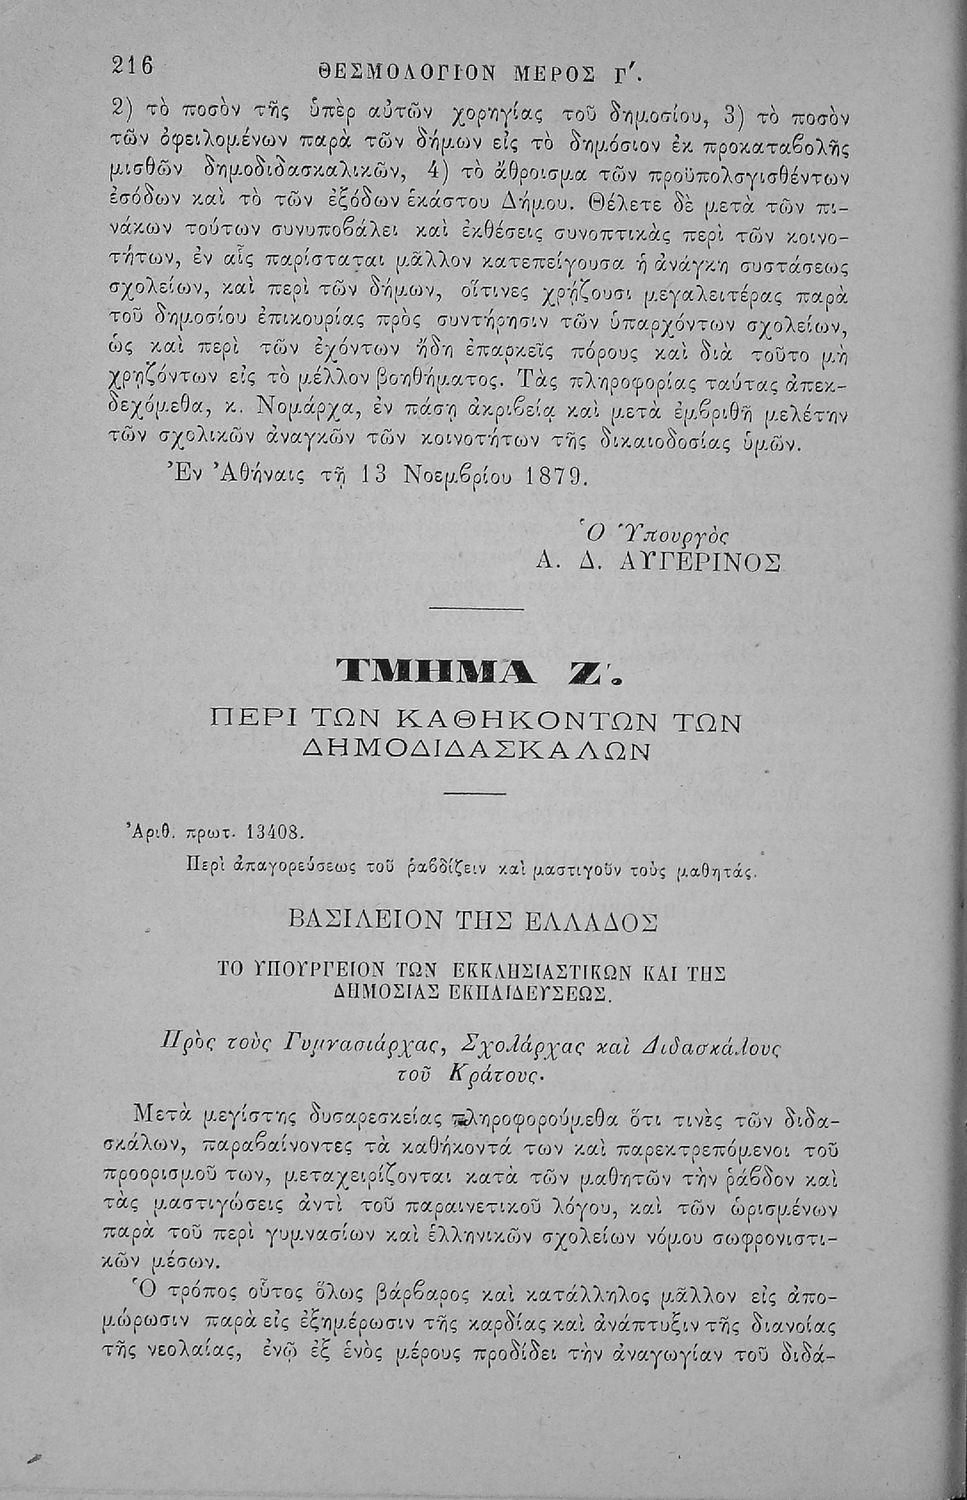 216
ΘΕΣΜΟΛΟΓΙΟΝ ΜΕΡΟΣ Γ΄.
2) τὸ ποσὸν τῆς ὑπὲρ αὐτῶν χορηγίας τοῦ δημοσίου, 3) τὸ ποσὸν
τῶν ὀφειλομένων παρὰ τῶν δήμων εἰς τὸ δημόσιον ἐκ προκαταβολῆς
μισθῶν δημοδιδασκαλικῶν, 4) τὸ ἄθροισμα τῶν προϋπολσγισθέντων
ἐσόδων καὶ τὸ τῶν ἐξόδων ἑκάστου Δήμου. Θέλετε δὲ μετὰ τῶν πι-
νάκων τούτων συνυποβάλει καὶ ἐκθέσεις συνοπτικὰς περὶ τῶν κοινο-
τήτων, ἐν αἷς παρίσταται μᾶλλον κατεπείγουσα ἡ ἀνάγκη συστάσεως
σχολείων, καὶ περὶ τῶν δήμων, οἵτινες χρῄζουσι μεγαλειτέρας παρὰ
τοῦ δημοσίου ἐπικουρίας πρὸς συντήρησιν τῶν ὑπαρχόντων σχολείων,
ὡς καὶ περὶ τῶν ἐχόντων ἤδη ἐπαρκεῖς πόρους καὶ διὰ τοῦτο μὴ
χρῃζόντων εἰς τὸ μέλλον βοηθήματος. Τὰς πληροφορίας ταύτας ἀπεκ-
δεχόμεθα, κ. Νομάρχα, ἐν πάσῃ ἀκριβείᾳ καὶ μετὰ ἐμβριθῆ μελέτην
τῶν σχολικῶν ἀναγκῶν τῶν κοινοτήτων τῆς δικαιοδοσίας ὑμῶν.
Ἐν Ἀθήναις τῇ 13 Νοεμβρίου 1879.
Ὁ Ὑπουργὸς
Α. Δ. ΑΥΓΕΡΙΝΟΣ
ΤΜΗΜΑ Ζ΄.
ΠΕΡΙ ΤΩΝ ΚΑΘΗΚΟΝΤΩΝ ΤΩΝ
ΔΗΜΟΔΙΔΑΣΚΑΛΩΝ
Ἀριθ. πρωτ. 13408.
Περὶ ἀπαγορεύσεως τοῦ ῥαβδίζειν καὶ μαστιγοῦν τοὺς μαθητάς.
ΒΑΣΙΛΕΙΟΝ ΤΗΣ ΕΛΛΑΔΟΣ
ΤΟ ΥΠΟΥΡΓΕΙΟΝ ΤΩΝ ΕΚΚΛΗΣΙΑΣΤΙΚΩΝ ΚΑΙ ΤΗΣ
ΔΗΜΟΣΙΑΣ ΕΚΠΑΙΔΕΥΣΕΩΣ.
Πρὸς τοὺς Γυμνασιάρχας, Σχολάρχας καὶ Διδασκάλους
τοῦ Κράτους.
Μετὰ μεγίστης δυσαρεσκείας πληροφορούμεθα ὅτι τινὲς τῶν διδα-
σκάλων, παραβαίνοντες τὰ καθήκοντά των καὶ παρεκτρεπόμενοι τοῦ
προορισμοῦ των, μεταχειρίζονται κατὰ τῶν μαθητῶν τὴν ῥάβδον καὶ
τὰς μαστιγώσεις ἀντὶ τοῦ παραινετικοῦ λόγου, καὶ τῶν ὡρισμένων
παρὰ τοῦ περὶ γυμνασίων καὶ ἑλληνικῶν σχολείων νόμου σωφρονιστι-
κῶν μέσων.
Ὁ τρόπος οὗτος ὅλως βάρβαρος καὶ κατάλληλος μᾶλλον εἰς ἀπο-
μώρωσιν παρὰ εἰς ἐξημέρωσιν τῆς καρδίας καὶ ἀνάπτυξιν τῆς διανοίας
τῆς νεολαίας, ἐνῷ ἐξ ἑνὸς μέρους προδίδει τὴν ἀναγωγίαν τοῦ διδά-